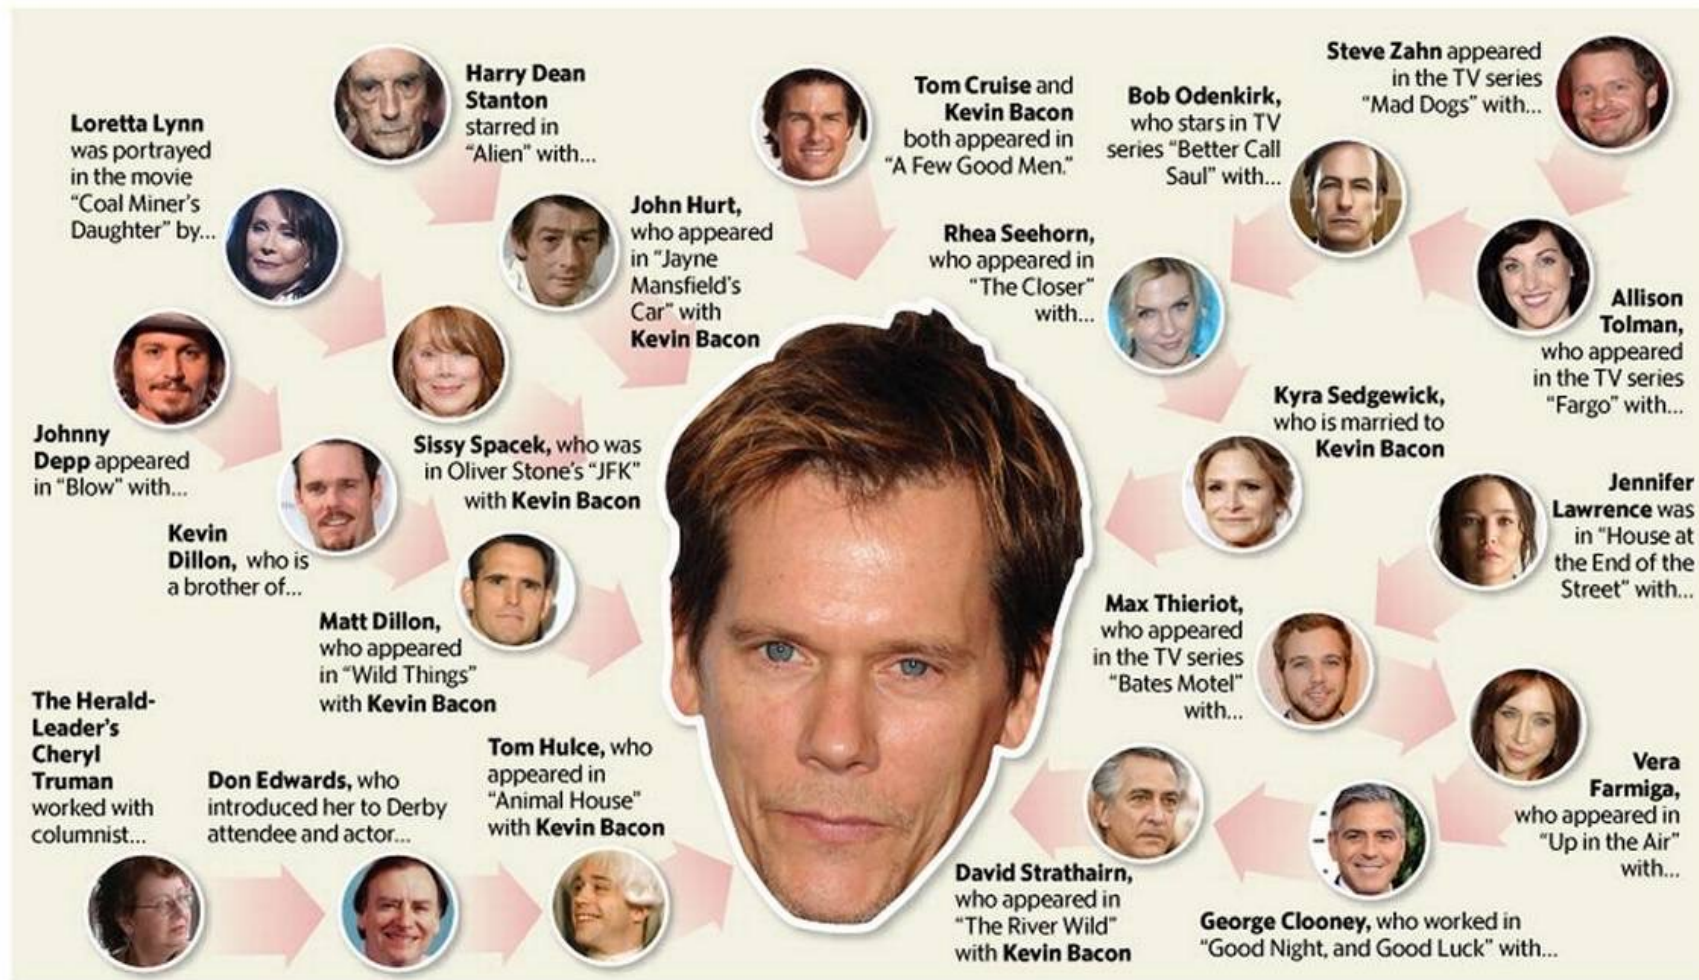 Harry Dean
Stanton
starred in
“Alien” with...
Loretta Lynn
was portrayed
in the movie
“Coal Miner’s
Daughter” by...
John Hurt,
who appeared
in “Jayne
Mansfield’s
Car” with
Kevin Bacon
Tom Cruise and
Kevin Bacon
both appeared in
“A Few Good Men.”
Bob Odenkirk,
who stars in TV
series “Better Call
Saul” with...
Steve Zahn appeared
in the TV series
“Mad Dogs” with...
Rhea Seehorn,
who appeared in
“The Closer”
with...
Allison
Tolman,
who appeared
in the TV series
“Fargo” with...
Kyra Sedgewick,
who is married to
Kevin Bacon
Johnny
Depp appeared
in “Blow” with...
Sissy Spacek, who was
in Oliver Stone’s “JFK”
with Kevin Bacon
Kevin
Dillon, who is
a brother of...
Matt Dillon,
who appeared
in “Wild Things”
with Kevin Bacon
Jennifer
Lawrence was
in “House at
the End of the
Street” with...
Max Thieriot,
who appeared
in the TV series
“Bates Motel”
with...
Vera
Farmiga,
who appeared in
“Up in the Air”
with...
The Herald-
Leader’s
Cheryl
Truman
worked with
columnist...
Don Edwards, who
introduced her to Derby
attendee and actor...
Tom Hulce, who
appeared in
“Animal House”
with Kevin Bacon
David Strathairn,
who appeared in
“The River Wild”
with Kevin Bacon
George Clooney, who worked in
“Good Night, and Good Luck” with...